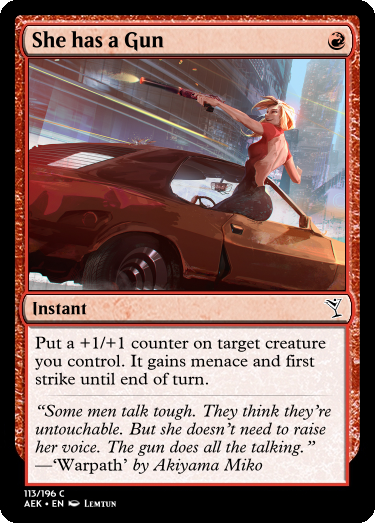 She has a Gun
Instant
Put a +1/+1 counter on target creature
you control. It gains menace and first
strike until end of turn.
“Some men talk tough. They think they’re
untouchable. But she doesn’t need to raise
her voice. The gun does all the talking.”
—‘Warpath’ by Akiyama Miko
113/196 C
AEK • EN Lemtun